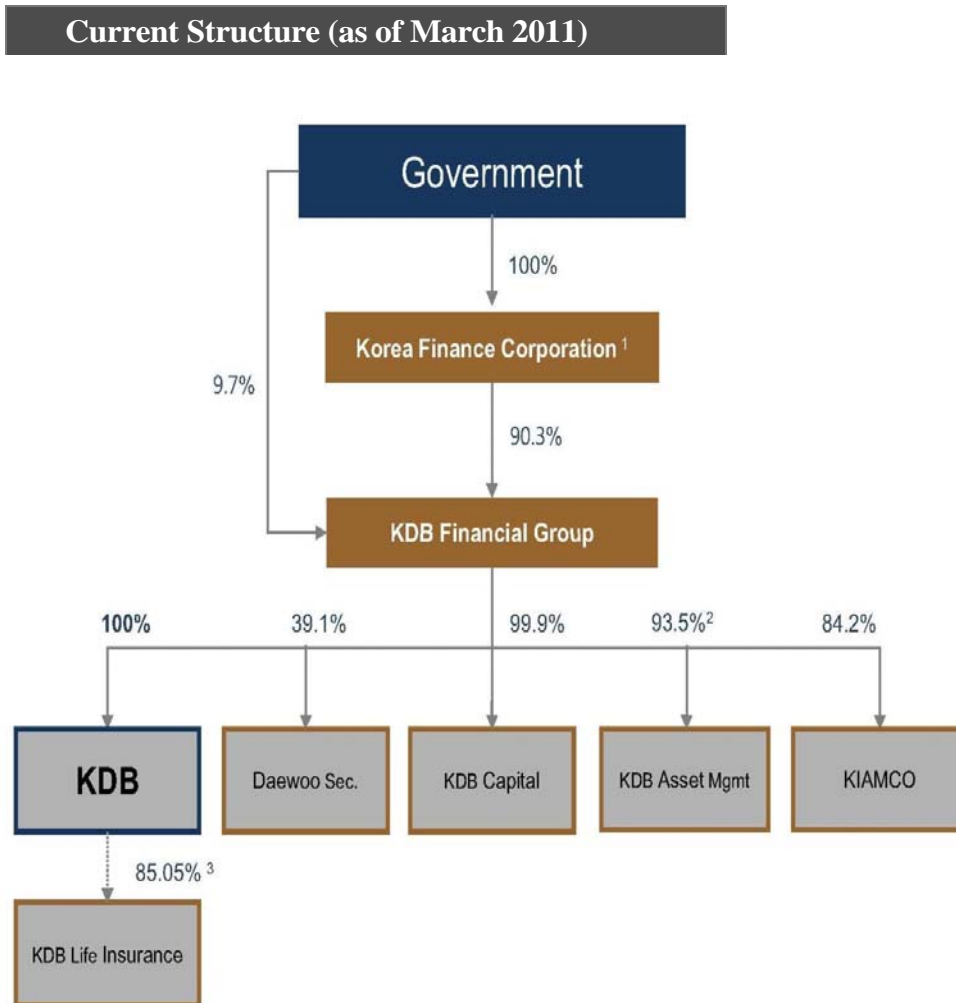 Current Structure (as of March 2011)
Government
100%
Korea Finance Corporation 1
9.7%
90.3%
KDB Financial Group
100%
39.1%
99.9%
93.5%2
84.2%
KDB
Daewoo Sec.
KDB Capital
KDB Asset Mgmt
KIAMCO
85.05% 3
KDB Life Insurance